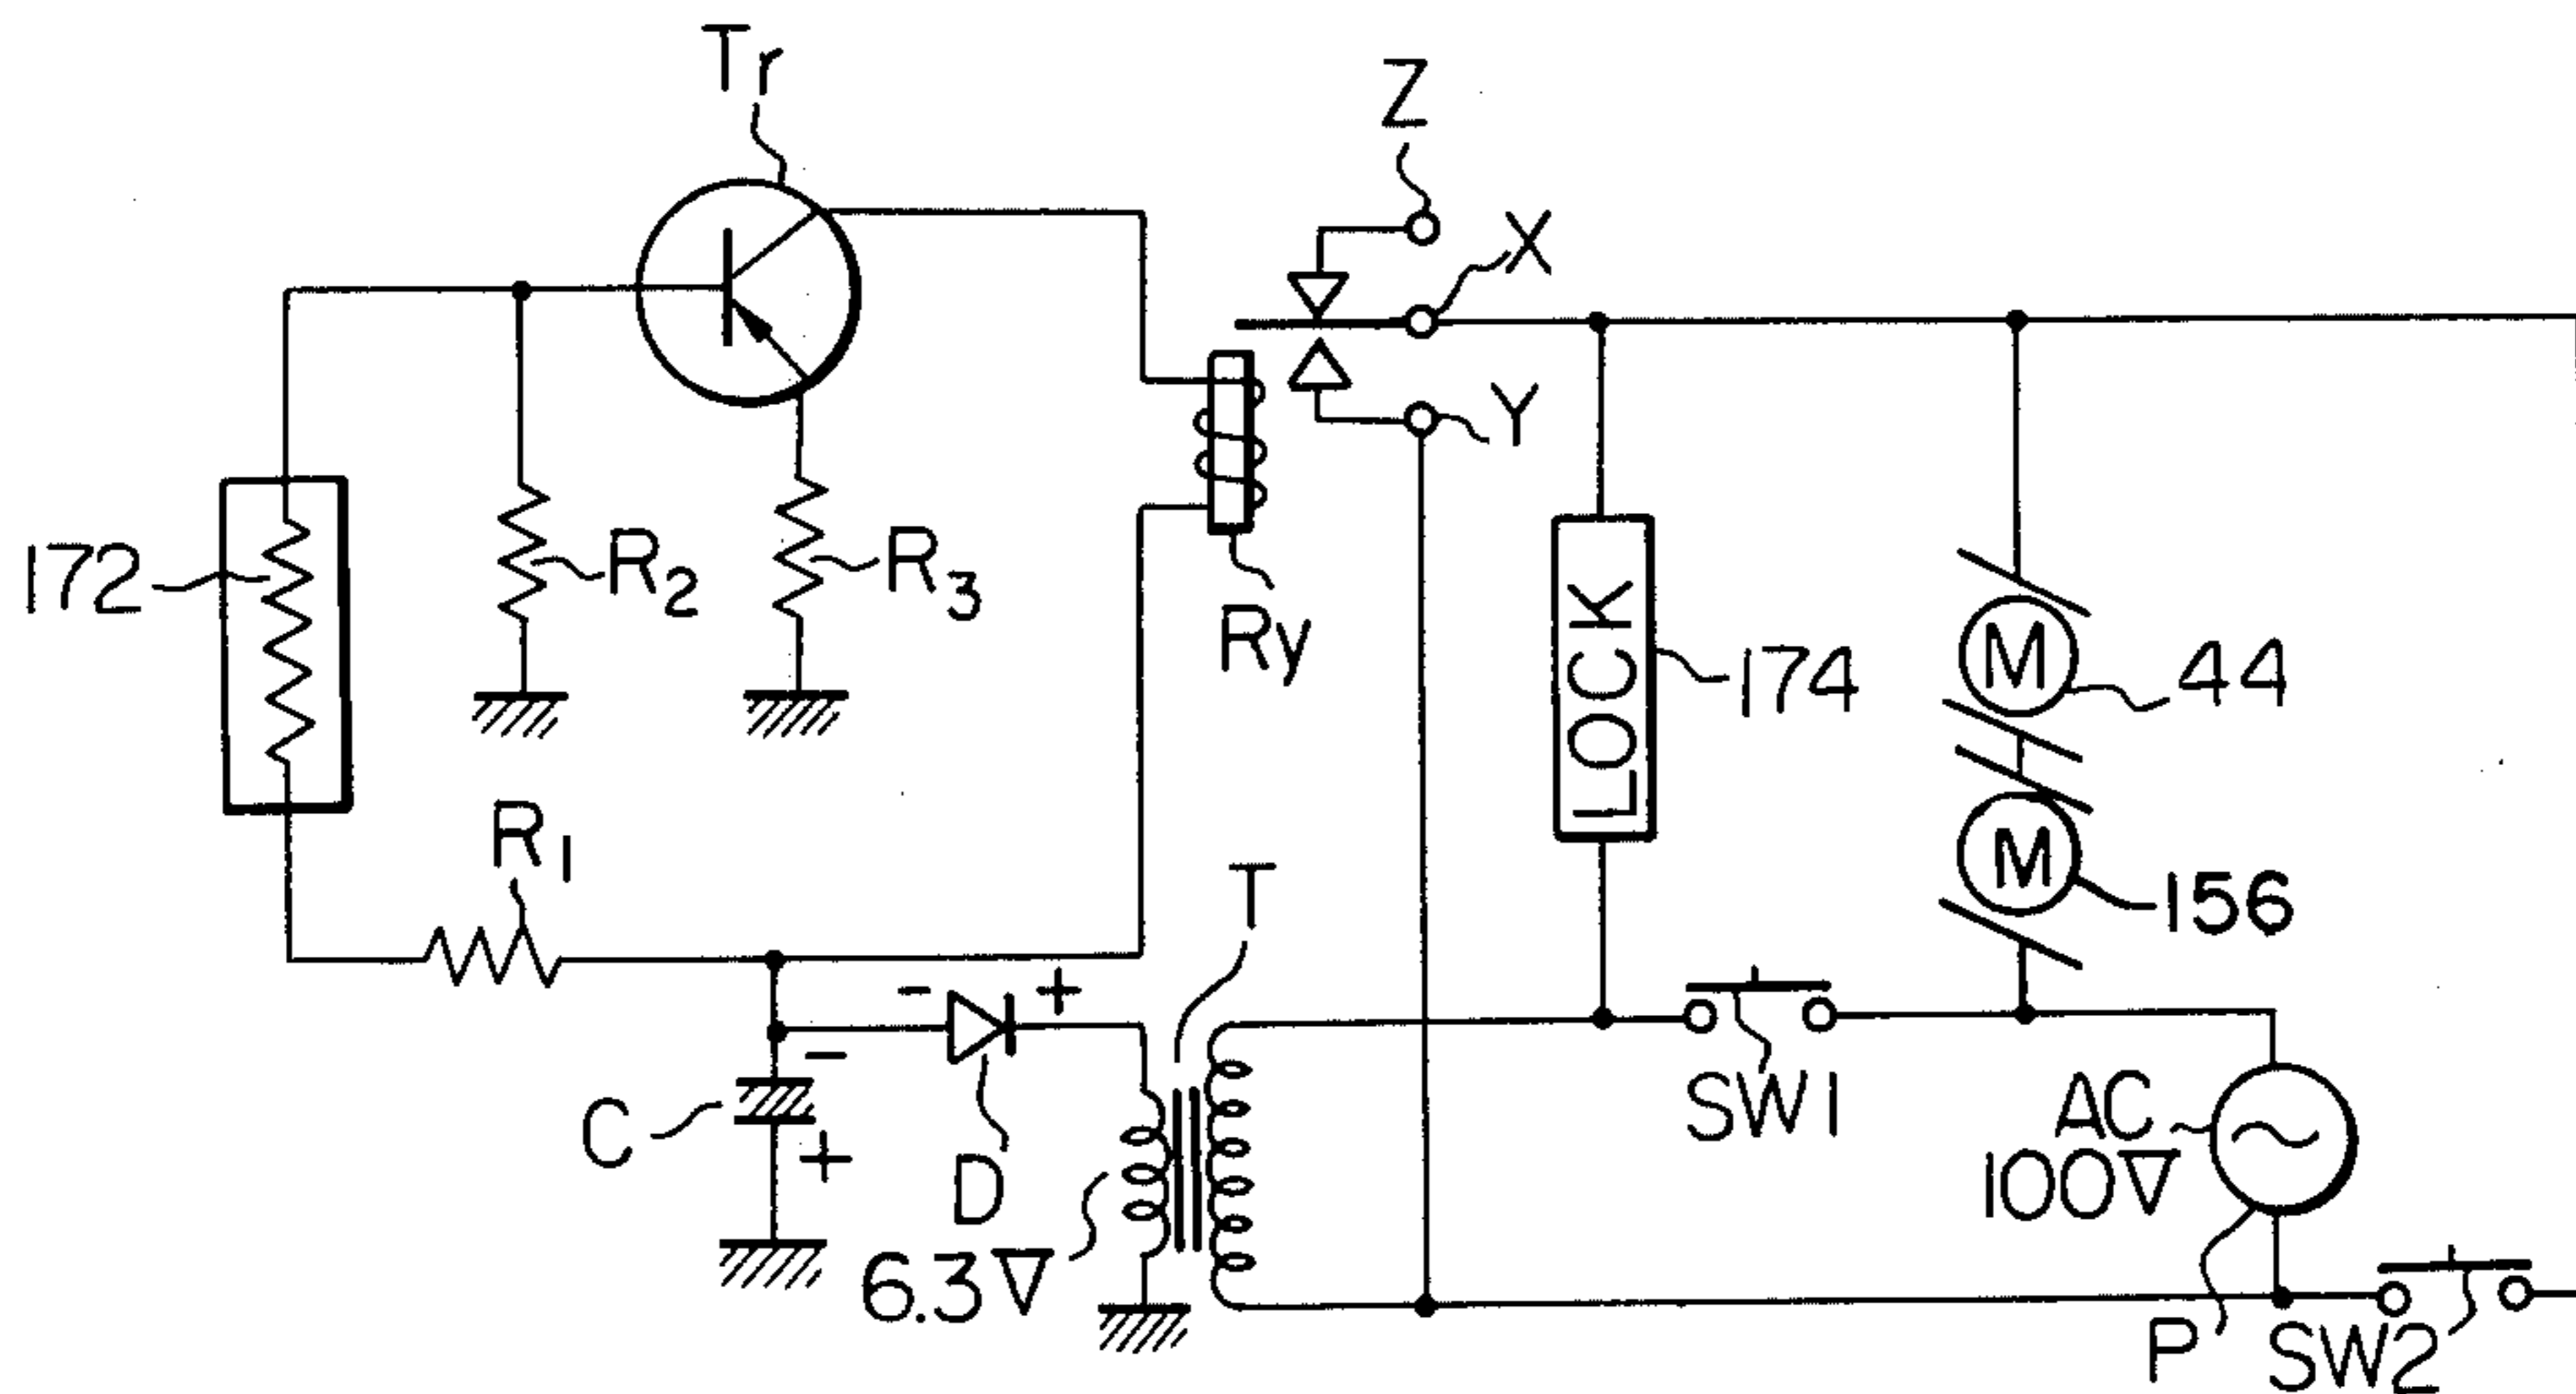 Tr
Z
X
Y
172
R2
R3
Ry
LOCK
174
M
44
M
156
R1
T
- +
-
C
+
D
6.3V
SW1
AC
100V
P
SW2